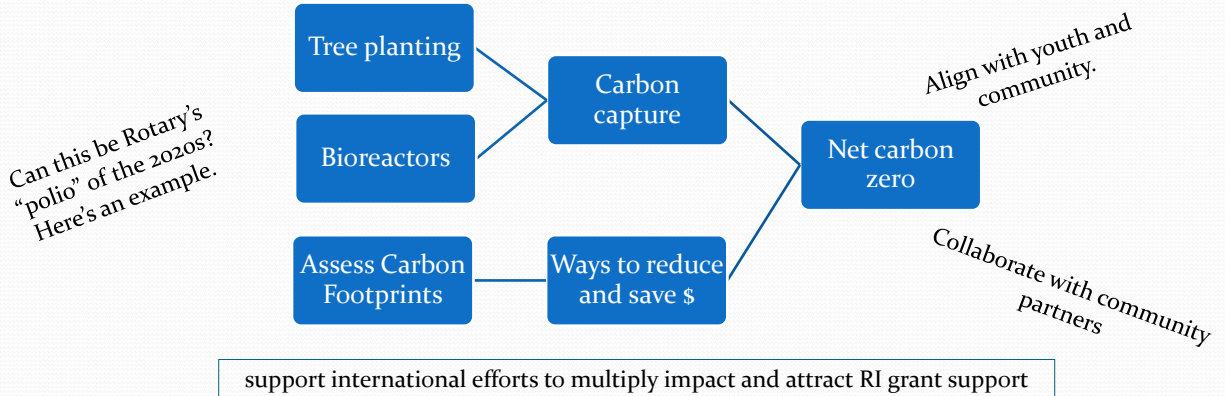 Tree planting
Carbon
capture
Align with youth and
community.
Can this be Rotary's
"polio" of the 2020s?
Here's an example.
Bioreactors
Net carbon
zero
Assess Carbon
Footprints
Ways to reduce
and save $
Collaborate with community
partners
support international efforts to multiply impact and attract RI grant support